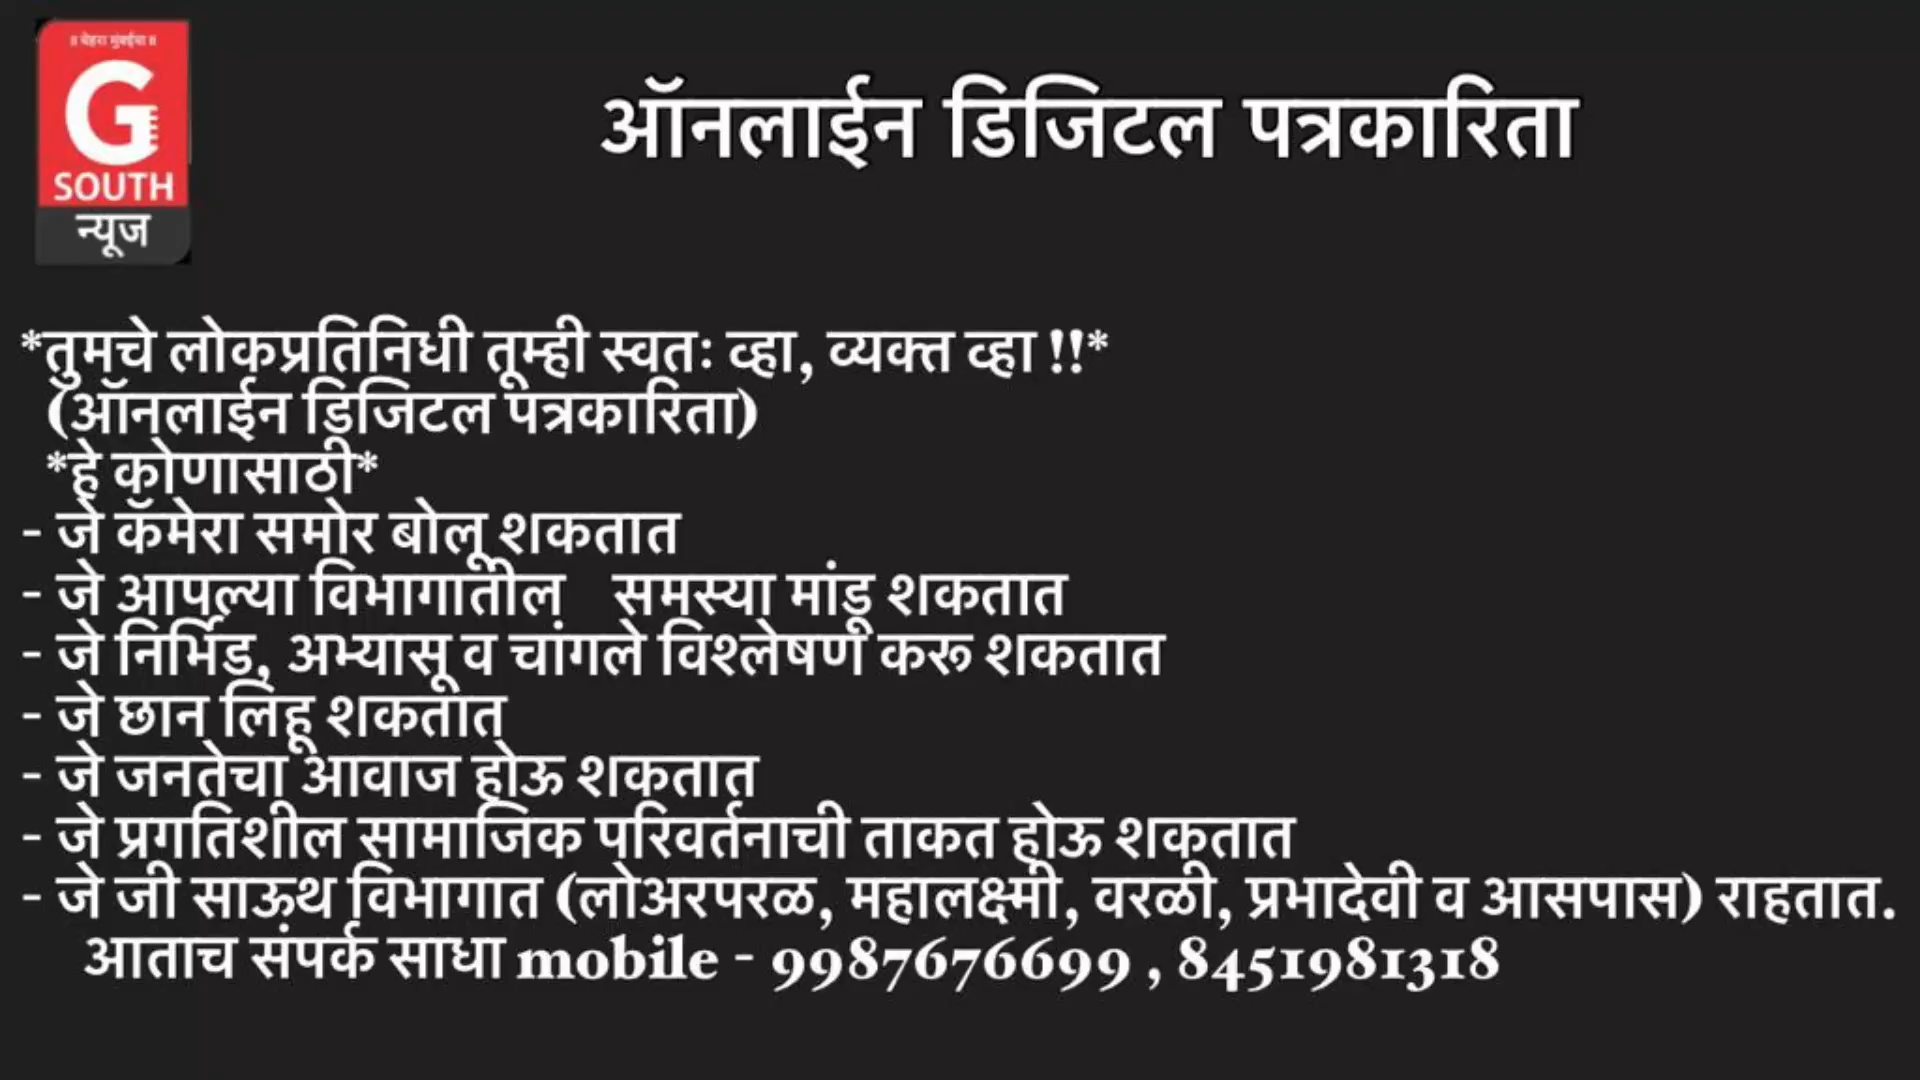 ॥ चेहरा मुंबईचा ॥
G
SOUTH
न्यूज
ऑनलाईन डिजिटल पत्रकारिता
*तुमचे लोकप्रतिनिधी तूम्ही स्वतः व्हा, व्यक्त व्हा !!*
(ऑनलाईन डिजिटल पत्रकारिता)
*हे कोणासाठी*
- जे कॅमेरा समोर बोलू शकतात
- जे आपल्या विभागातील समस्या मांडू शकतात
- जे निर्भिड, अभ्यासू व चांगले विश्लेषण करू शकतात
- जे छान लिहू शकतात
- जे जनतेचा आवाज होऊ शकतात
- जे प्रगतिशील सामाजिक परिवर्तनाची ताकत होऊ शकतात
- जे जी साऊथ विभागात (लोअरपरळ, महालक्ष्मी, वरळी, प्रभादेवी व आसपास) राहतात.
आताच संपर्क साधा mobile - 9987676699 , 8451981318